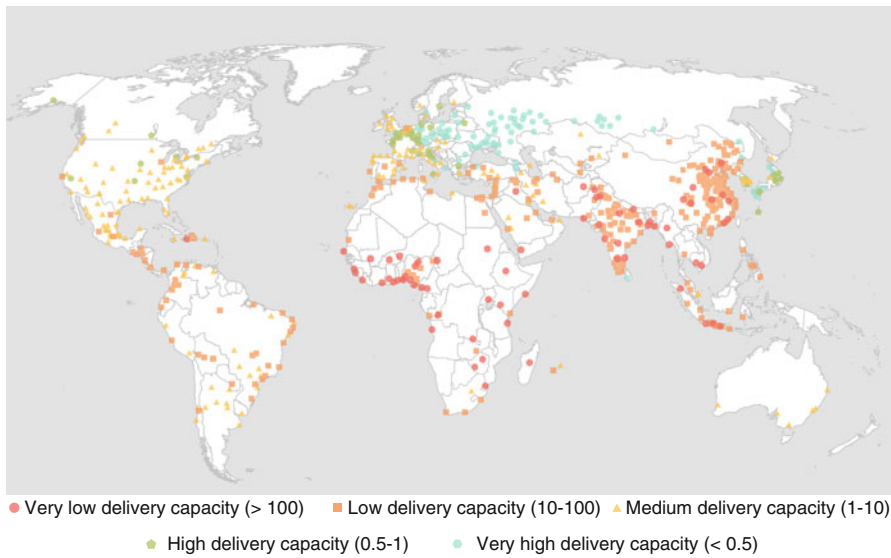 Very low delivery capacity (> 100) Low delivery capacity (10-100) Medium delivery capacity (1-10)
High delivery capacity (0.5-1) Very high delivery capacity (< 0.5)